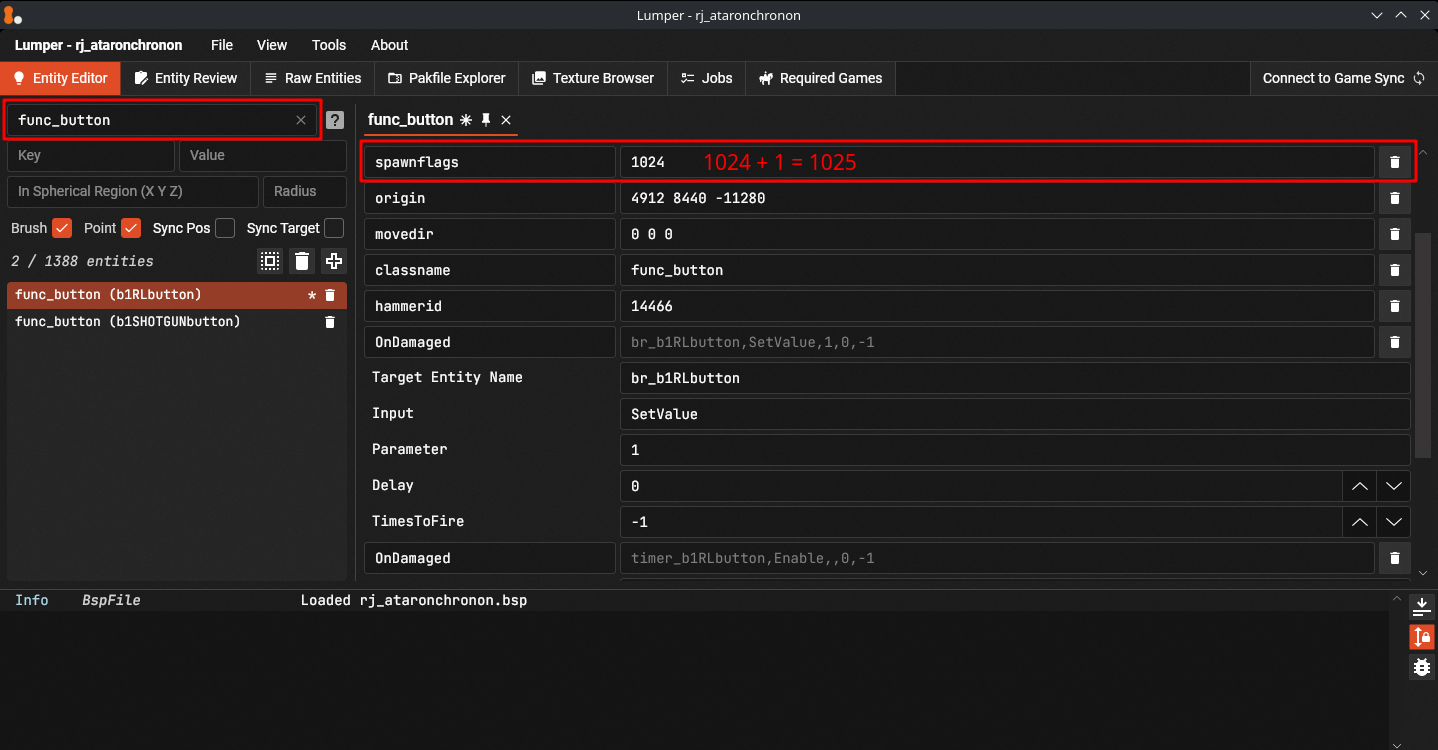 Lumper - rj_ataronchronon
Lumper - rj_ataronchronon File View Tools About
Entity Editor Entity Review Raw Entities Pakfile Explorer Texture Browser Jobs Required Games Connect to Game Sync
func_button ?
Key Value
In Spherical Region (X Y Z) Radius
Brush Point Sync Pos Sync Target
2 / 1388 entities
func_button (b1RLbutton) *
func_button (b1SHOTGUNbutton)
func_button
spawnflags 1024 1024 + 1 = 1025
origin 4912 8440 -11280
movedir 0 0 0
classname func_button
hammerid 14466
OnDamaged br_b1RLbutton,SetValue,1,0,-1
Target Entity Name br_b1RLbutton
Input SetValue
Parameter 1
Delay 0
TimesToFire -1
OnDamaged timer_b1RLbutton,Enable,,0,-1
Info BspFile Loaded rj_ataronchronon.bsp